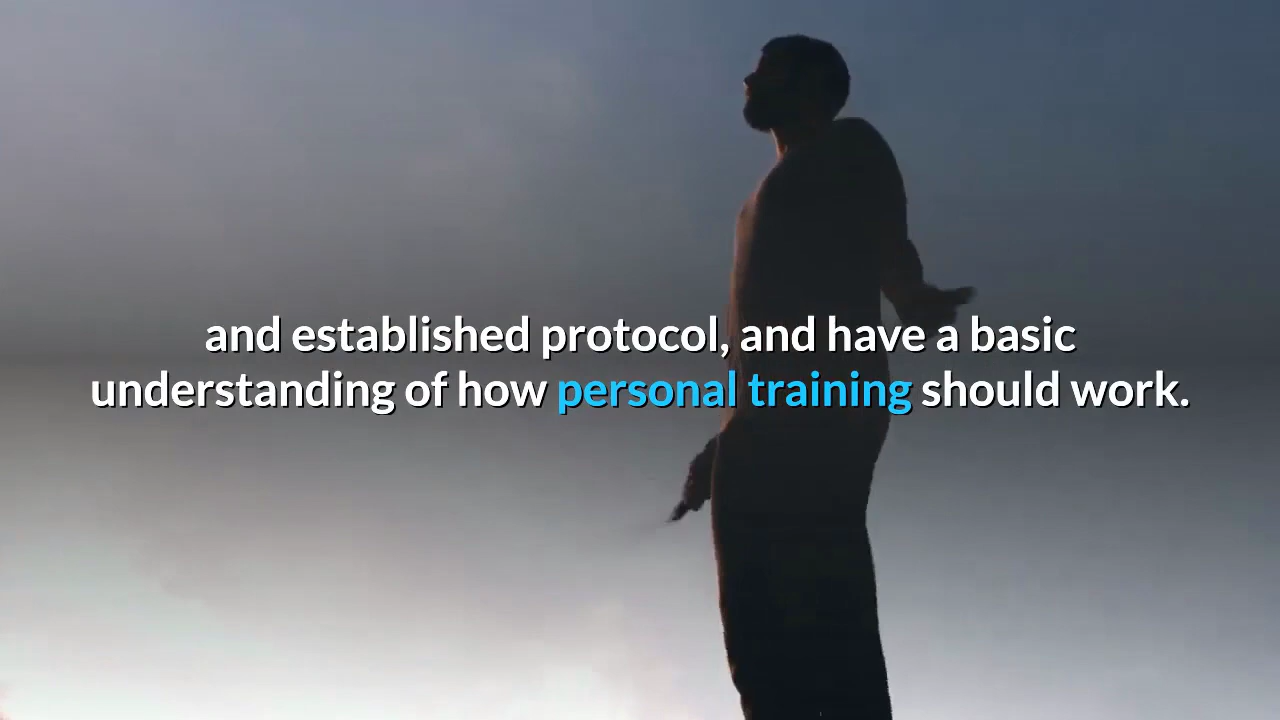 and established protocol, and have a basic
understanding of how personal training should work.